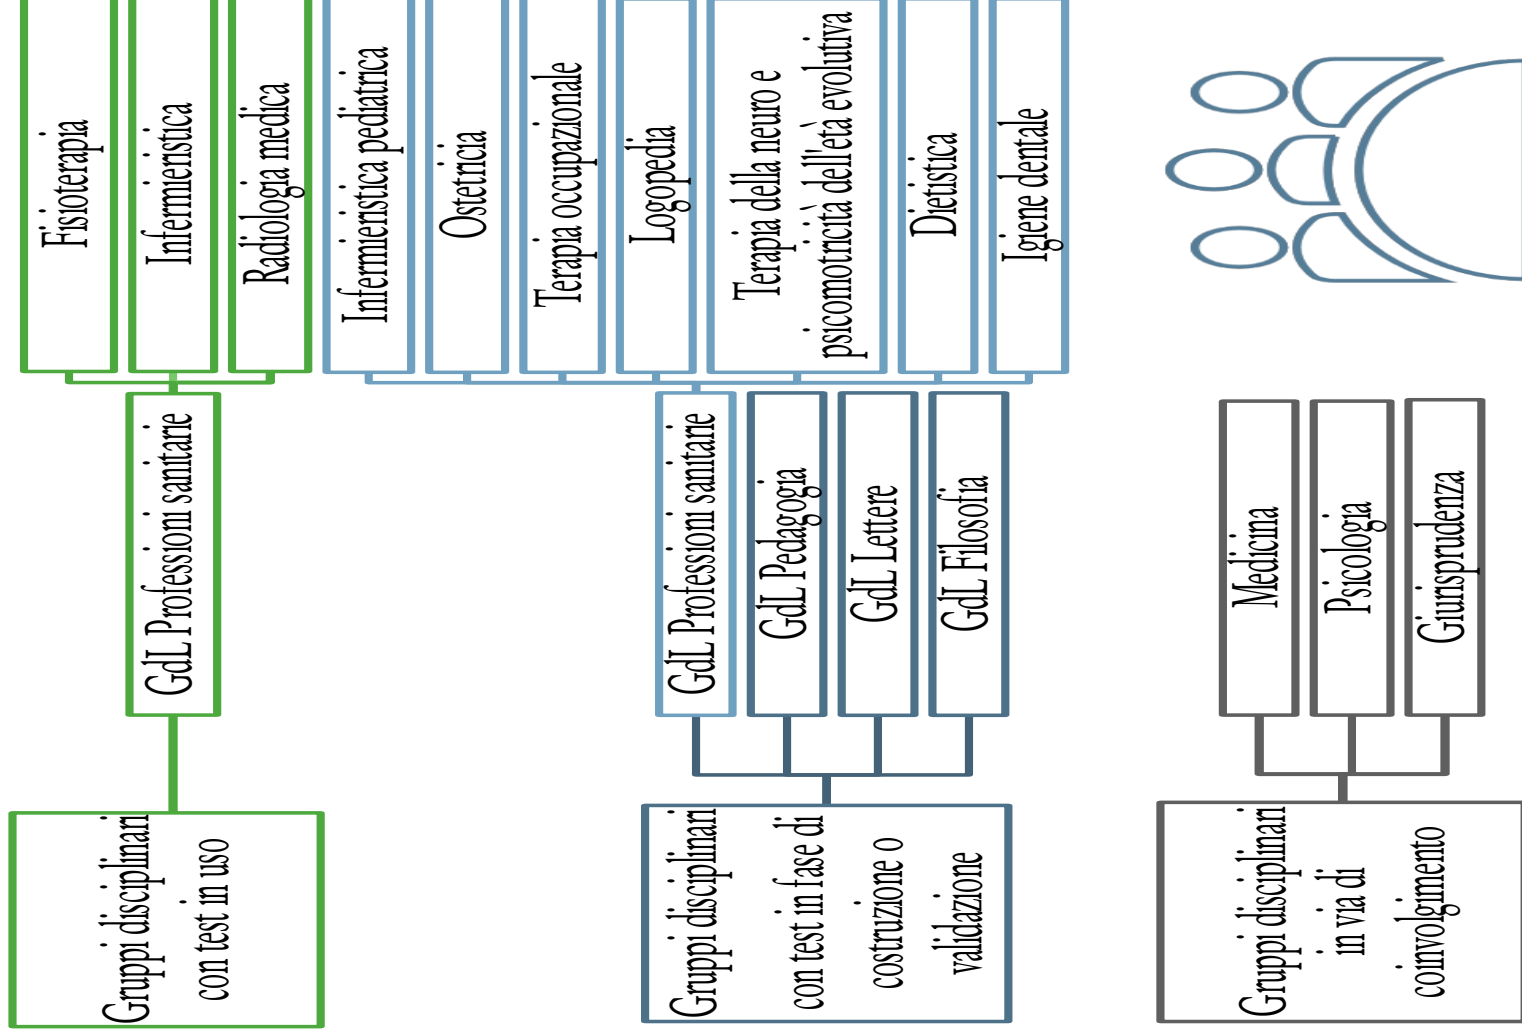 Gruppi disciplinari
con test in uso
GdL Professioni sanitarie
Fisioterapia
Infermieristica
Radiologia medica
Gruppi disciplinari
con test in fase di
costruzione o
validazione
GdL Professioni sanitarie
Infermieristica pediatrica
Ostetricia
Terapia occupazionale
Logopedia
Terapia della neuro e
psicomotricità dell'età evolutiva
Dietistica
Igiene dentale
GdL Pedagogia
GdL Lettere
GdL Filosofia
Gruppi disciplinari
in via di
coinvolgimento
Medicina
Psicologia
Giurisprudenza